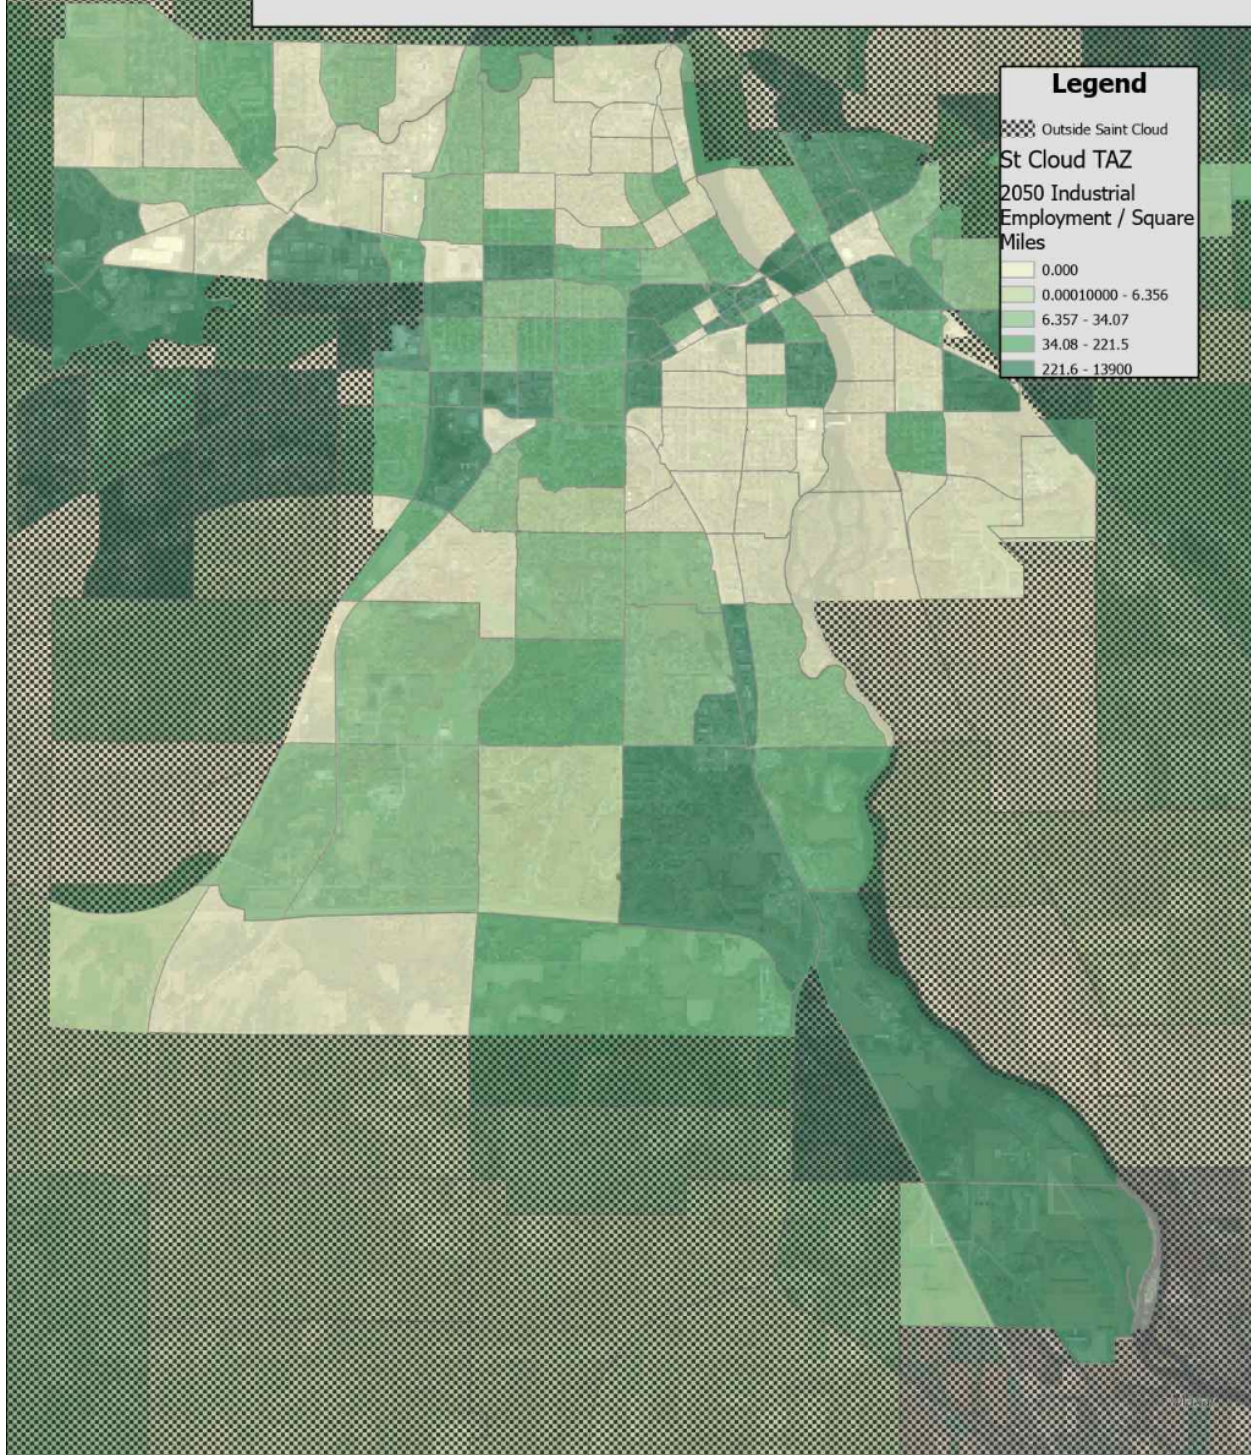 Legend
Outside Saint Cloud
St Cloud TAZ
2050 Industrial
Employment / Square
Miles
0.000
0.00010000 - 6.356
6.357 - 34.07
34.08 - 221.5
221.6 - 13900